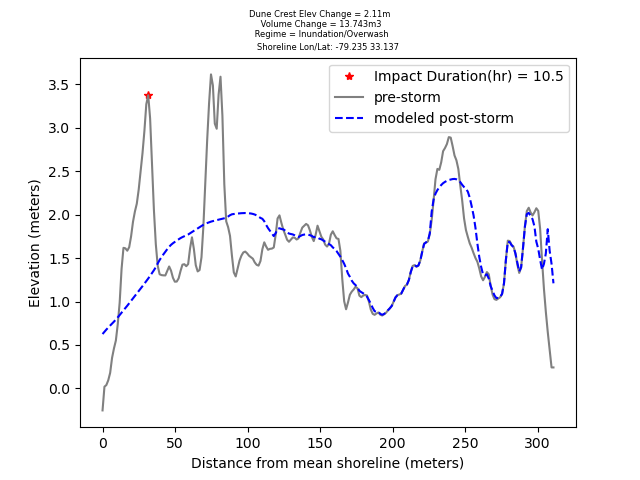 Dune Crest Elev Change = 2.11m
Volume Change = 13.743m3
Regime = Inundation/Overwash
Shoreline Lon/Lat: -79.235 33.137
Impact Duration(hr) = 10.5
pre-storm
modeled post-storm
Elevation (meters)
3.5
3.0
2.5
2.0
1.5
1.0
0.5
0.0
0 50 100 150 200 250 300
Distance from mean shoreline (meters)